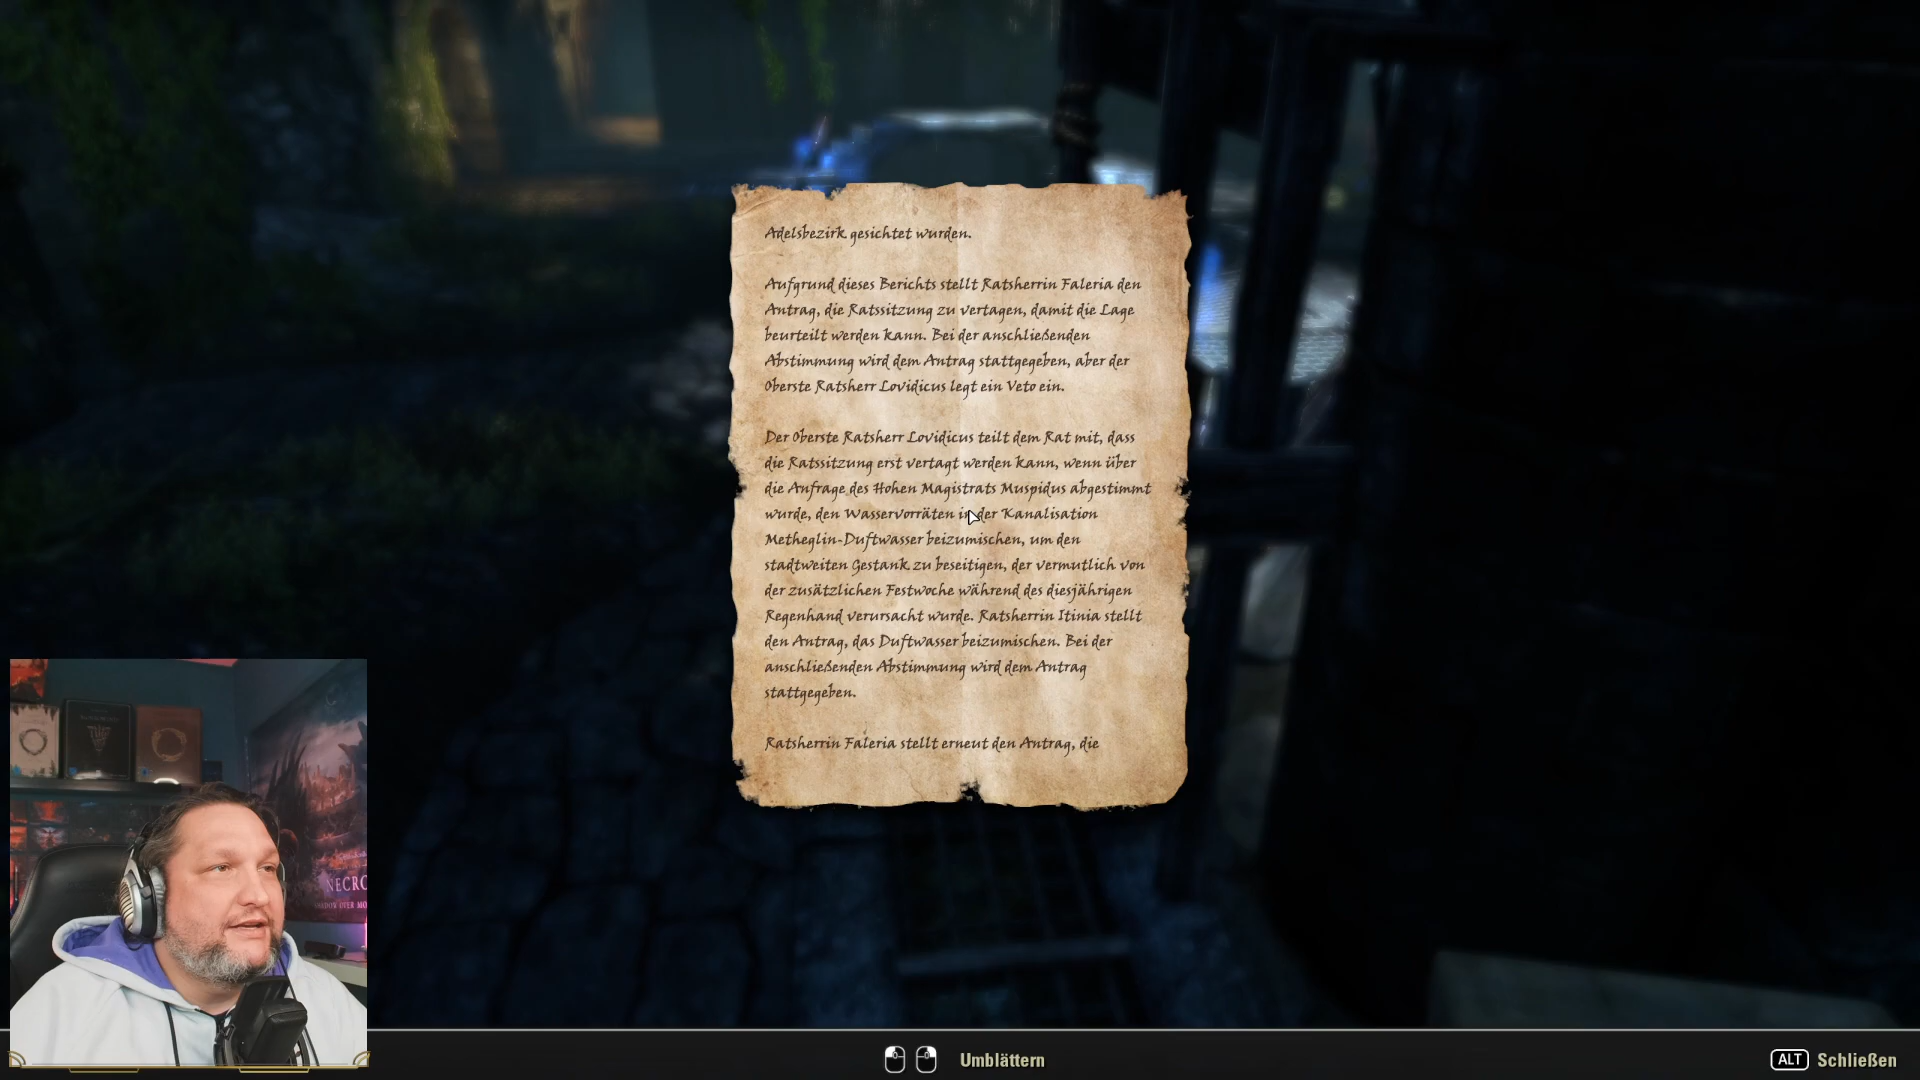 Adelsbezirk gesichtet wurden.
Aufgrund dieses Berichts stellt Ratsherrin Faleria den
Antrag, die Ratssitzung zu vertagen, damit die Lage
beurteilt werden kann. Bei der anschließenden
Abstimmung wird dem Antrag stattgegeben, aber der
Oberste Ratsherr Lovidicus legt ein Veto ein.
Der Oberste Ratsherr Lovidicus teilt dem Rat mit, dass
die Ratssitzung erst vertagt werden kann, wenn über
die Anfrage des Hohen Magistrats Muspidus abgestimmt
wurde, den Wasservorräten in der Kanalisation
Metheglin-Duftwasser beizumischen, um den
stadtweiten Gestank zu beseitigen, der vermutlich von
der zusätzlichen Festwoche während des diesjährigen
Regenhand verursacht wurde. Ratsherrin Itinia stellt
den Antrag, das Duftwasser beizumischen. Bei der
anschließenden Abstimmung wird dem Antrag
stattgegeben.
Ratsherrin Faleria stellt erneut den Antrag, die
NECRO
Umblättern
ALT Schließen